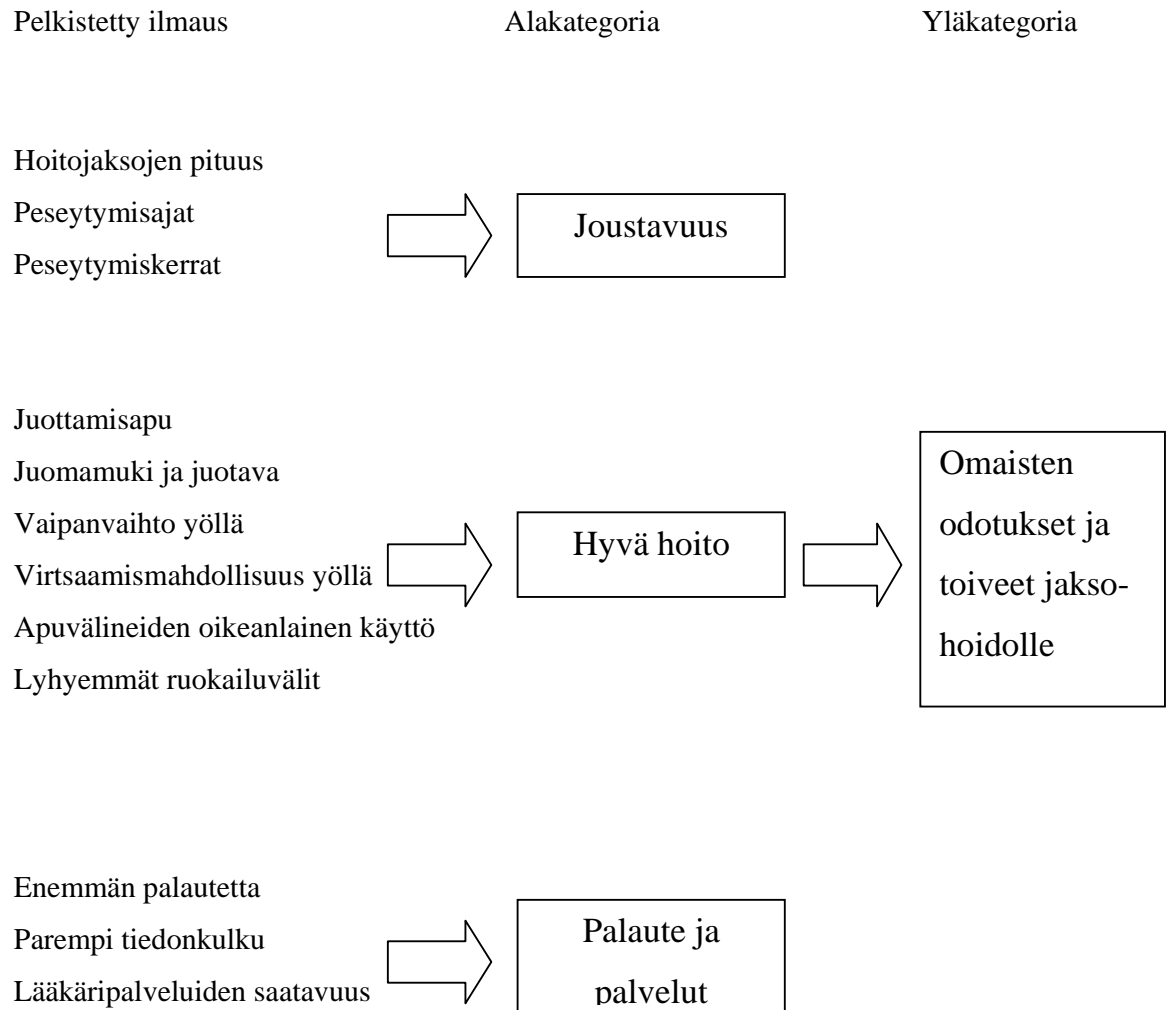 Pelkistetty ilmaus Alakategoria Yläkategoria
Hoitojaksojen pituus
Peseytymisajat
Peseytymiskerrat
Joustavuus
Juottamisapu
Juomamuki ja juotava
Vaipanvaihto yöllä
Virtsaamismahdollisuus yöllä
Apuvälineiden oikeanlainen käyttö
Lyhyemmät ruokailuvälit
Hyvä hoito
Omaisten
odotukset ja
toiveet jakso-
hoidolle
Enemmän palautetta
Parempi tiedonkulku
Lääkäripalveluiden saatavuus
Palaute ja
palvelut